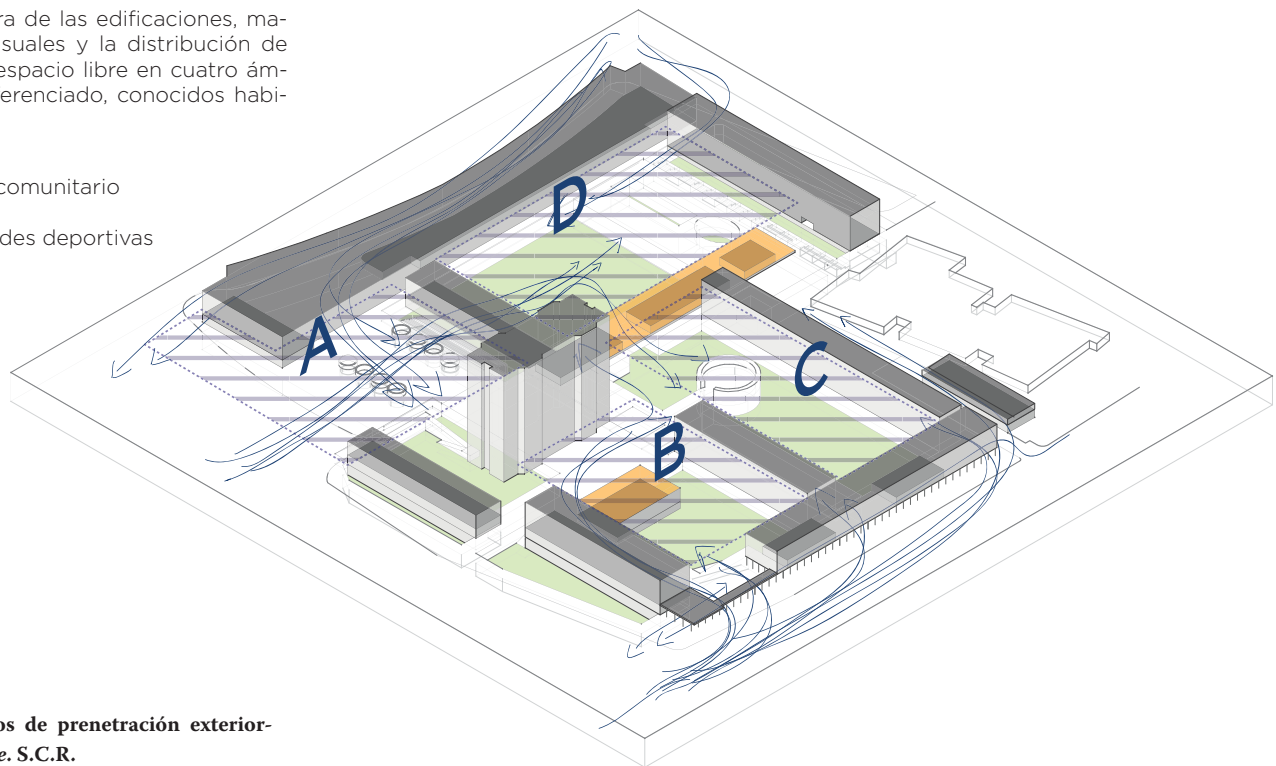 ra de las edificaciones, ma-
suales y la distribución de
espacio libre en cuatro ám-
erenciado, conocidos habi-
comunitario
des deportivas
D
A
C
B
os de prenetración exterior-
e. S.C.R.